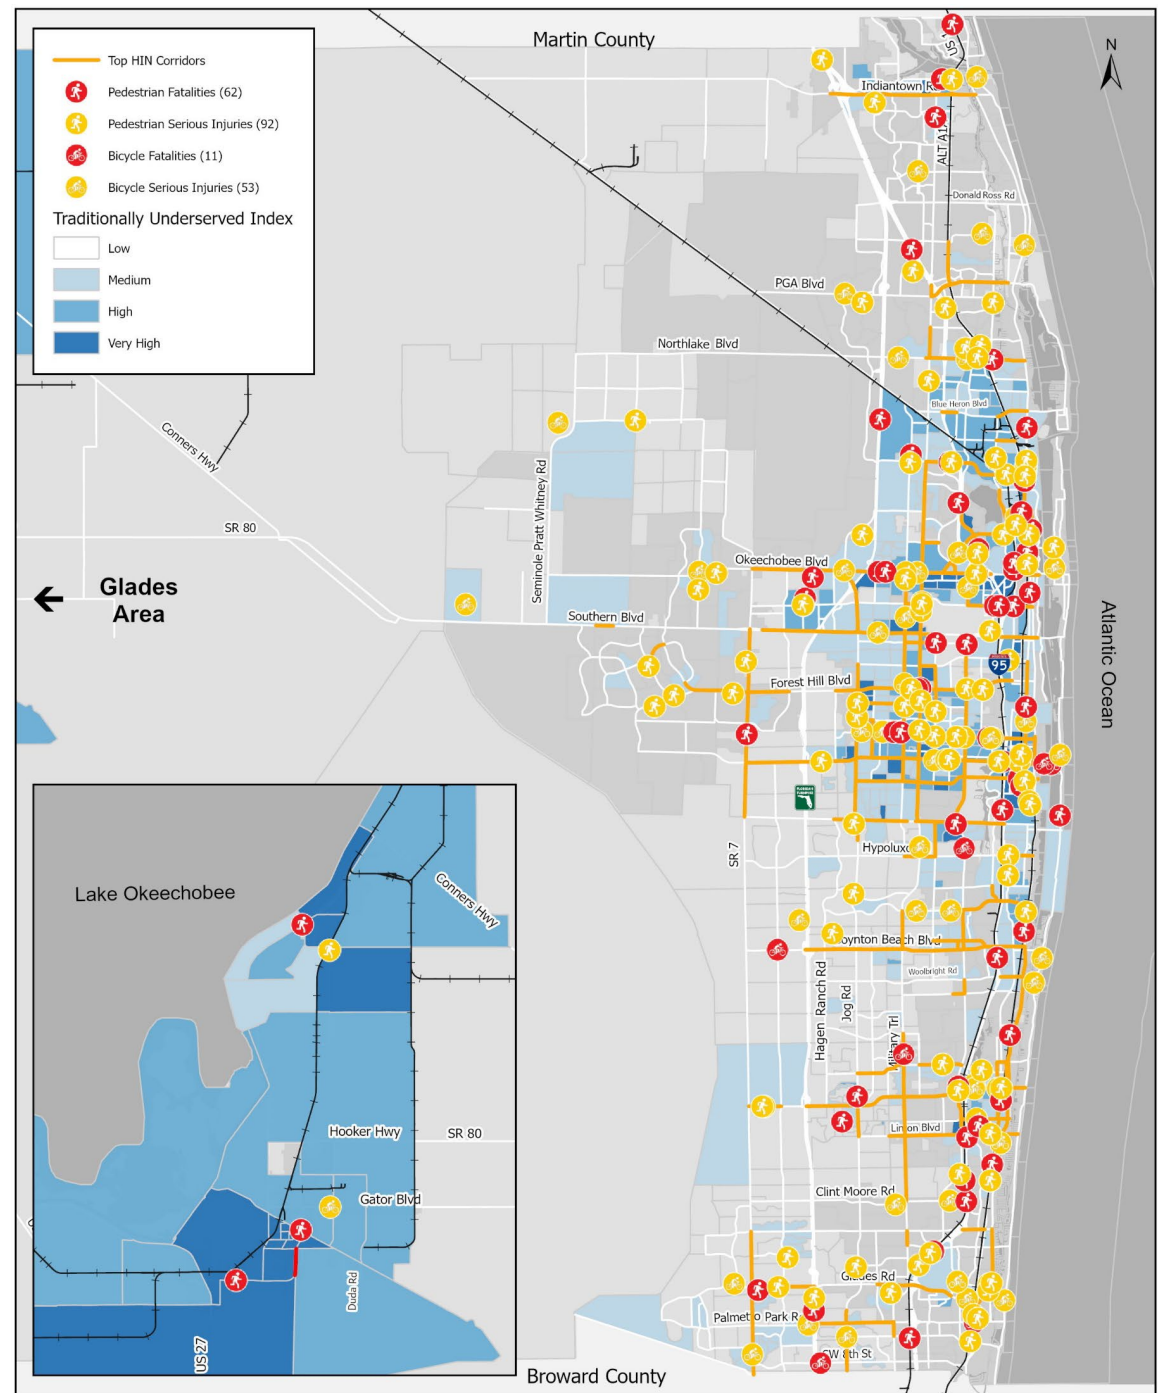 Martin County
N
Top HIN Corridors
Pedestrian Fatalities (62)
Pedestrian Serious Injuries (92)
Bicycle Fatalities (11)
Bicycle Serious Injuries (53)
Traditionally Underserved Index
Low
Medium
High
Very High
US 1
Indiantown R
ALT A1A
Donald Ross Rd
PGA Blvd
Northlake Blvd
Blue Heron Blvd
Conners Hwy
Seminole Pratt Whitney Rd
SR 80
Okeechobee Blvd
Glades
Area
Southern Blvd
Atlantic Ocean
95
Forest Hill Blvd
SR 7
Hypoluxo
Lake Okeechobee
Conners Hwy
oynton Beach Blvd
Woolbright Rd
Hagen Ranch Rd
Jog Rd
Military Trl
Hooker Hwy
SR 80
Linton Blvd
Gator Blvd
Clint Moore Rd
Duda Rd
Glades Rd
US 27
Palmetto Park R
SW 8th St
Broward County